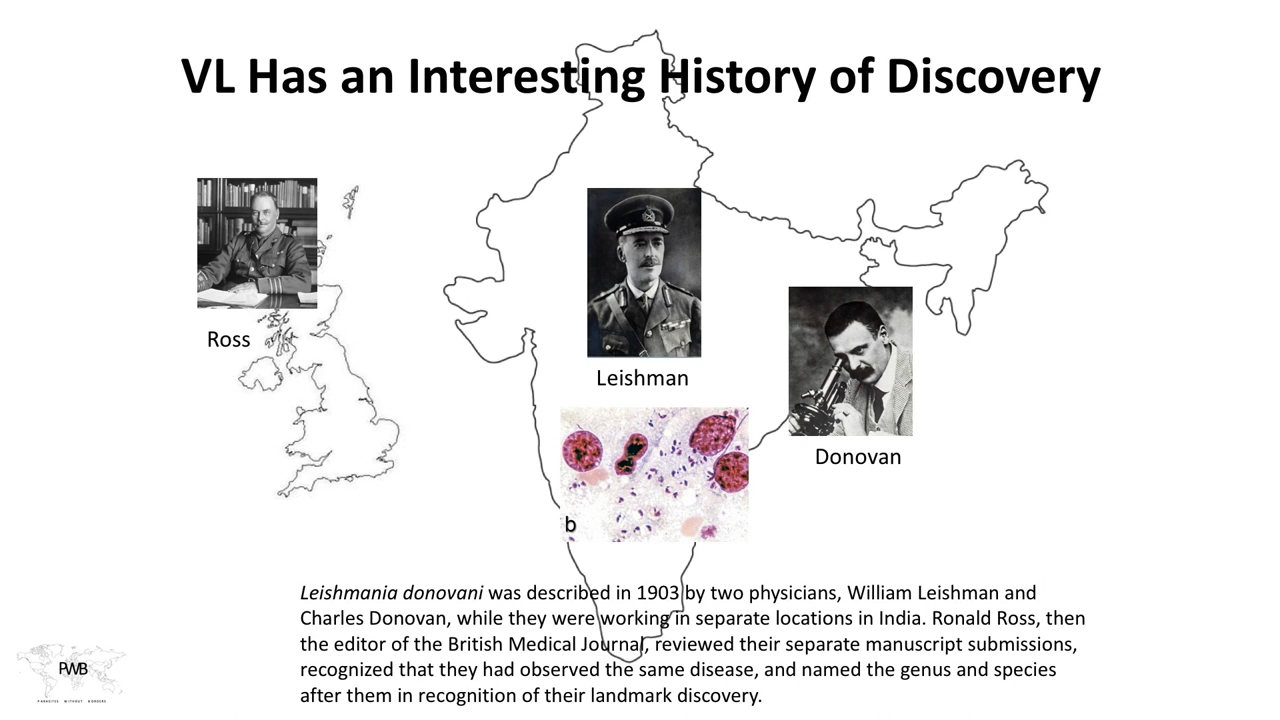 VL Has an Interesting History of Discovery
Ross
Leishman
Donovan
b
Leishmania donovani was described in 1903 by two physicians, William Leishman and
Charles Donovan, while they were working in separate locations in India. Ronald Ross, then
the editor of the British Medical Journal, reviewed their separate manuscript submissions,
recognized that they had observed the same disease, and named the genus and species
after them in recognition of their landmark discovery.
PWB
PARASITES WITHOUT BORDERS